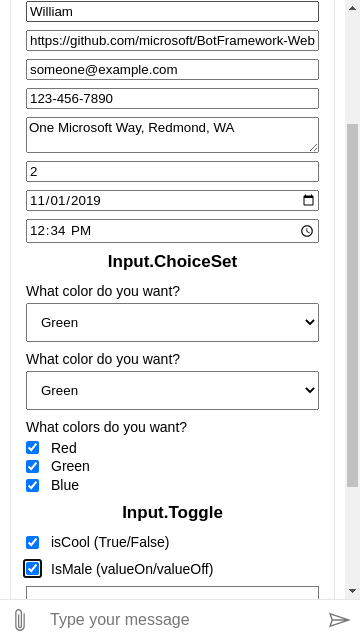 William
https://github.com/microsoft/BotFramework-Web
someone@example.com
123-456-7890
One Microsoft Way, Redmond, WA
2
11/01/2019
12:34 PM
Input.ChoiceSet
What color do you want?
Green
What color do you want?
Green
What colors do you want?
Red
Green
Blue
Input.Toggle
isCool (True/False)
IsMale (valueOn/valueOff)
Type your message